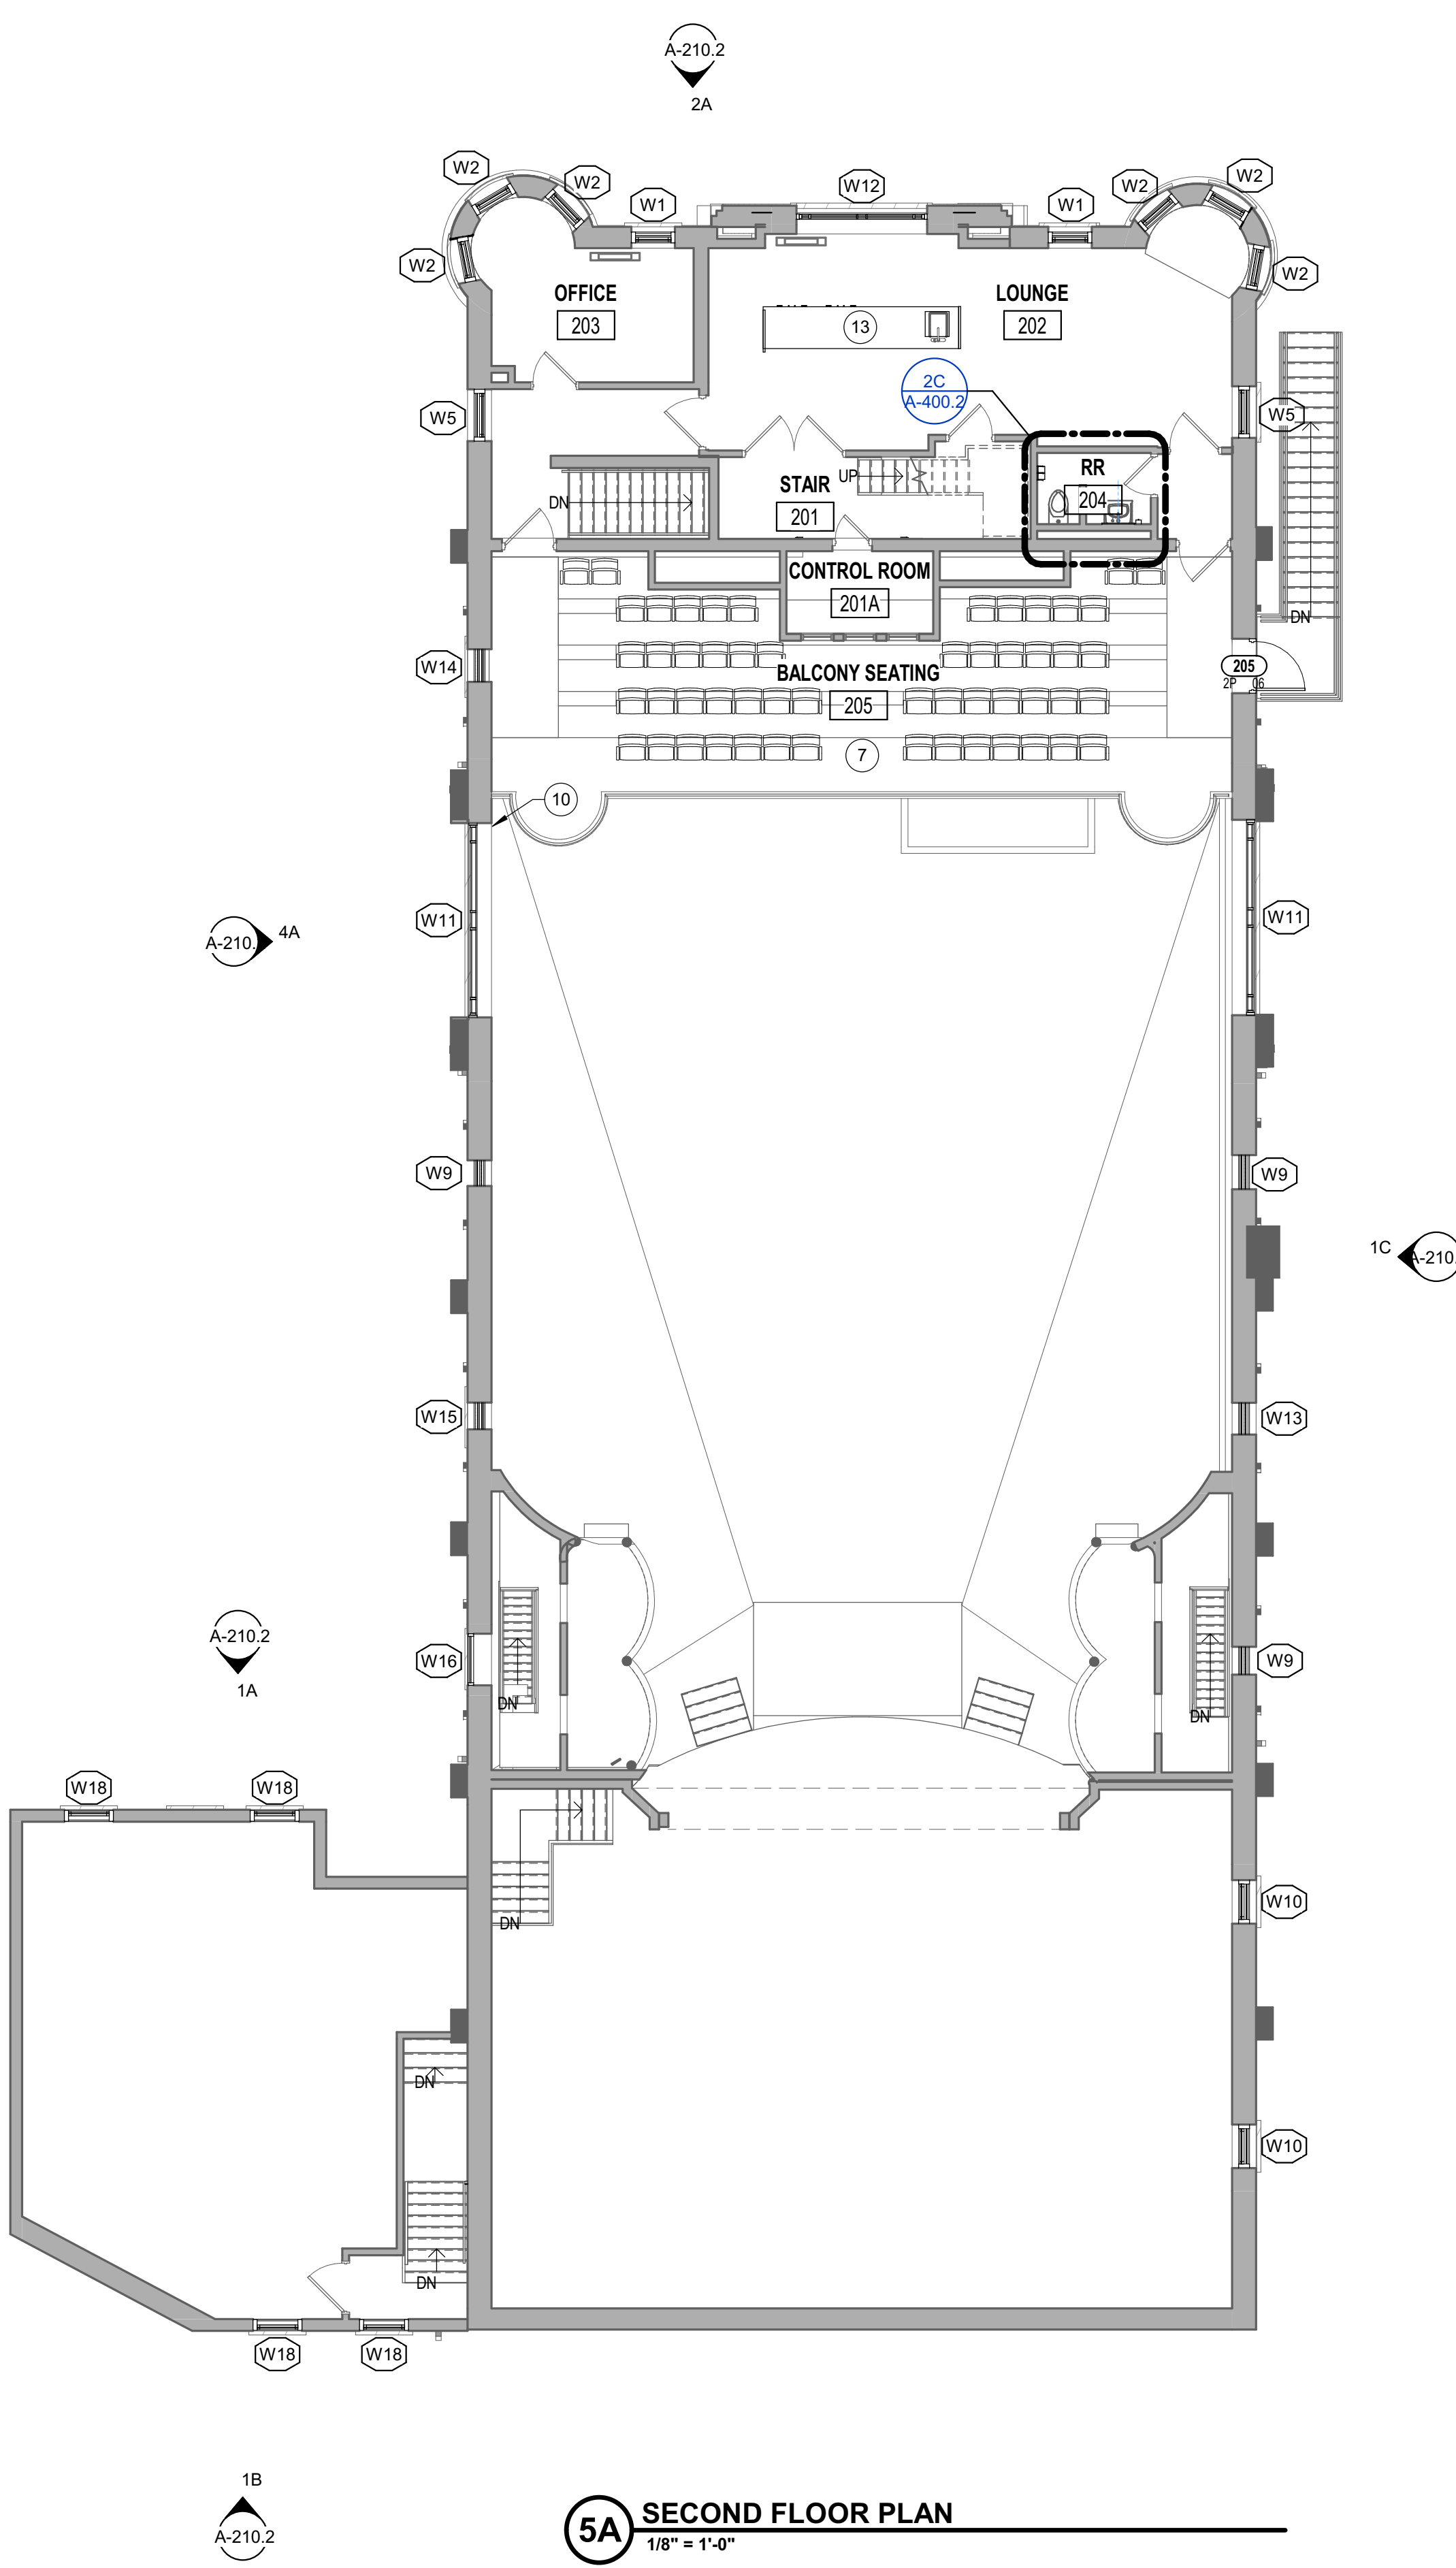 A-210.2
2A
W2
W2
W1
W12
W1
W2
W2
W2
W2
OFFICE
203
LOUNGE
202
13
2C
A-400.2
W5
W5
RR
204
UP
STAIR
201
DN
CONTROL ROOM
201A
DN
W14
BALCONY SEATING
205
205
2P 06
7
10
W11
W11
A-210.
4A
W9
W9
1C
A-210.
W15
W13
A-210.2
1A
W16
W9
DN
DN
W18
W18
W10
DN
DN
W10
DN
W18
W18
1B
A-210.2
5A
SECOND FLOOR PLAN
1/8" = 1'-0"